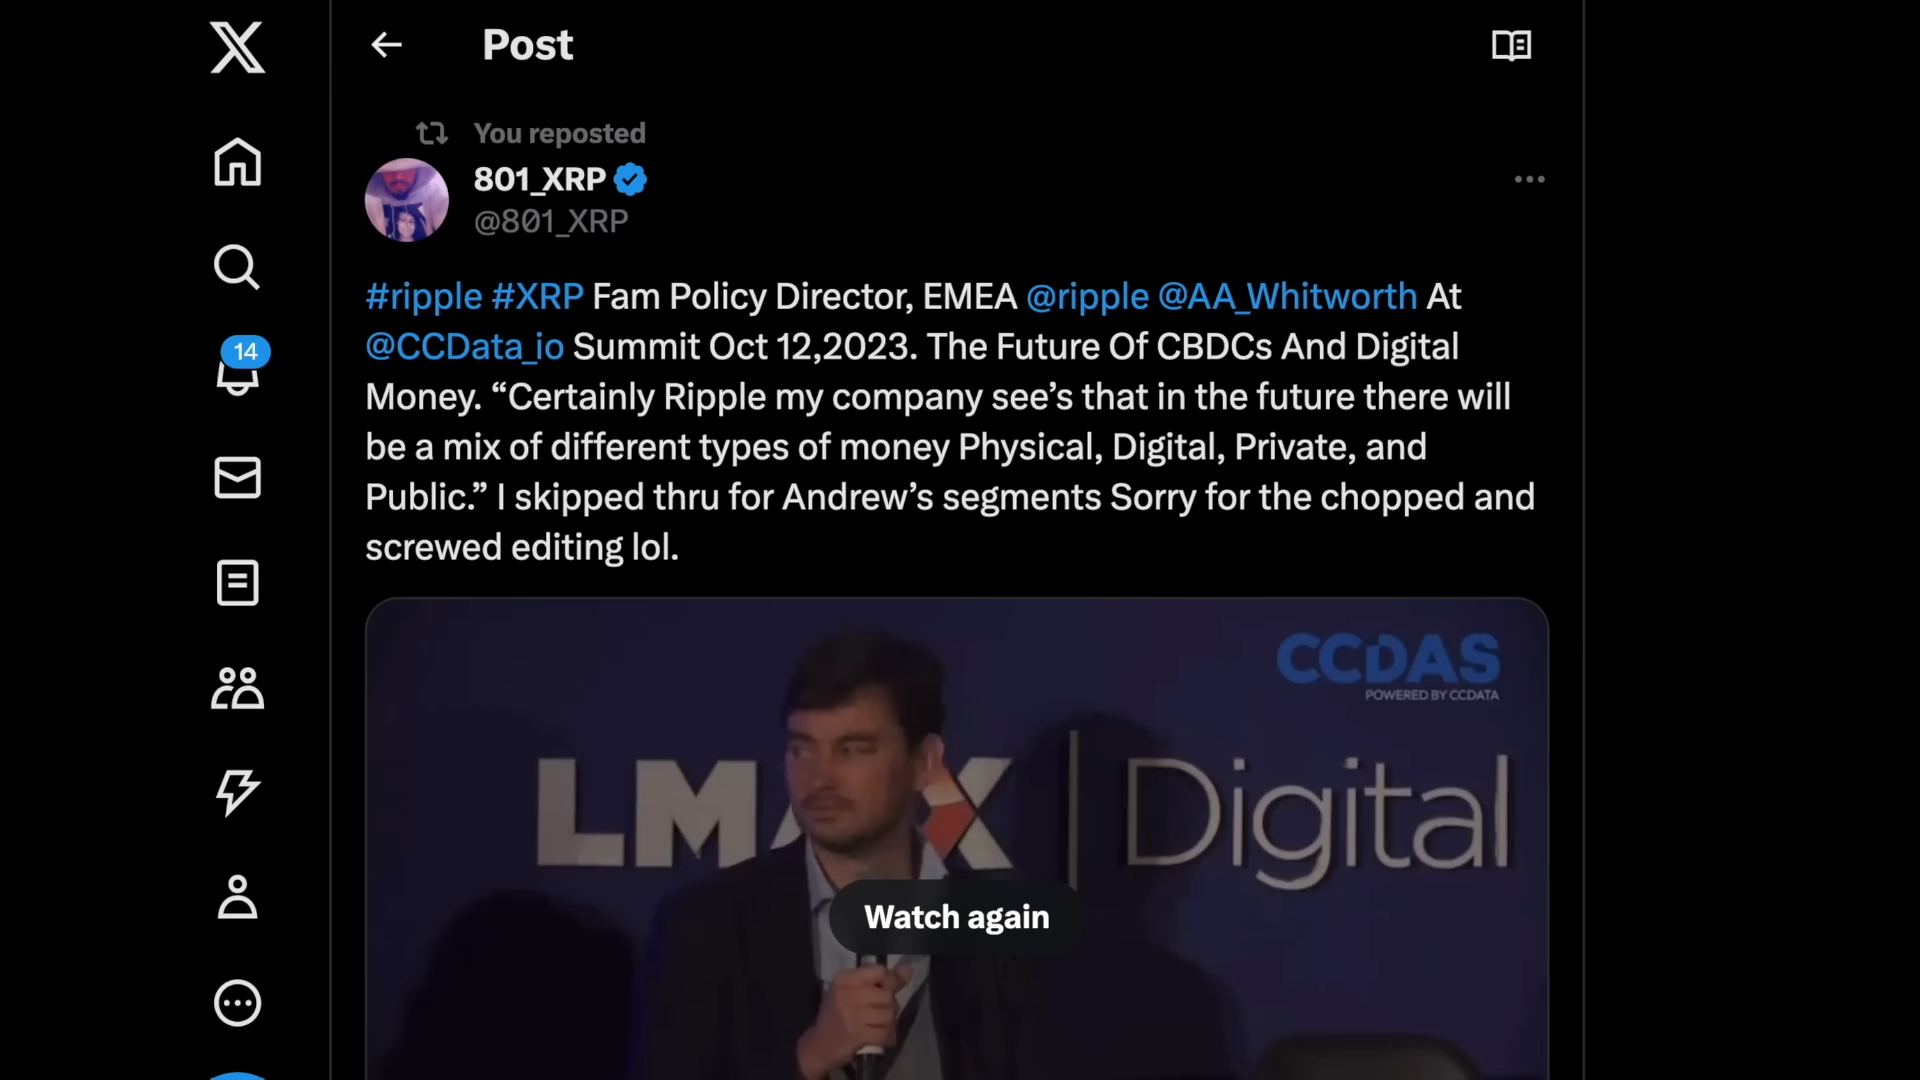 Post
You reposted
801_XRP
@801_XRP
14
#ripple #XRP Fam Policy Director, EMEA @ripple @AA_Whitworth At
@CCData_io Summit Oct 12,2023. The Future Of CBDCs And Digital
Money. “Certainly Ripple my company see’s that in the future there will
be a mix of different types of money Physical, Digital, Private, and
Public.” I skipped thru for Andrew’s segments Sorry for the chopped and
screwed editing lol.
CCDAS
POWERED BY CCDATA
LMAX | Digital
Watch again